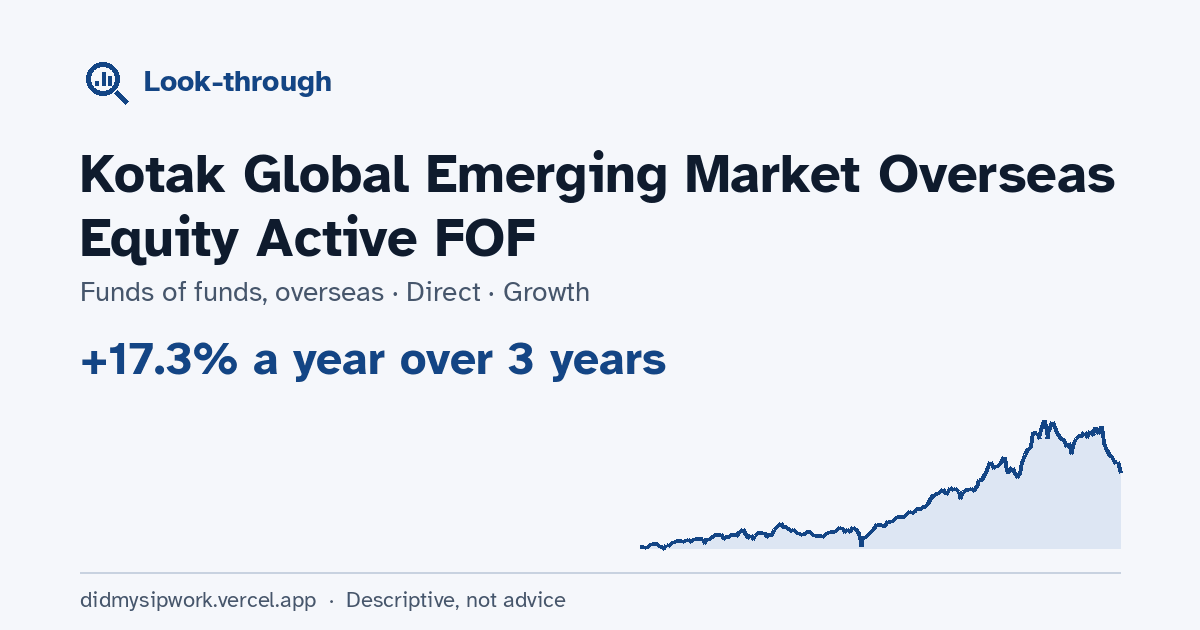 Look-through
Kotak Global Emerging Market Overseas
Equity Active FOF
Funds of funds, overseas · Direct · Growth
+17.3% a year over 3 years
didmysipwork.vercel.app · Descriptive, not advice